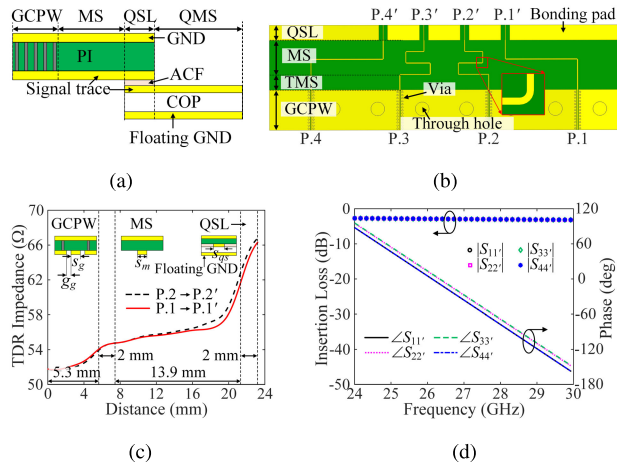 GCPW MS QSL QMS
GND
PI
Signal trace
ACF
COP
Floating GND
(a)
P.4′ P.3′ P.2′ P.1′
Bonding pad
QSL
MS
TMS
GCPW
Via
Through hole
P.4 P.3 P.2 P.1
(b)
TDR Impedance (Ω)
70
66
62
58
54
50
GCPW MS QSL
s_g
g_g
s_m
s_qs
Floating GND
P.2 → P.2′
P.1 → P.1′
2 mm
2 mm
5.3 mm
13.9 mm
0 3 6 9 12 15 18 21 24
Distance (mm)
(c)
Insertion Loss (dB)
0
-10
-20
-30
-40
-50
|S11′| |S33′|
|S22′| |S44′|
∠S11′ ∠S33′
∠S22′ ∠S44′
120
60
0
-60
-120
-180
Phase (deg)
24 25 26 27 28 29 30
Frequency (GHz)
(d)